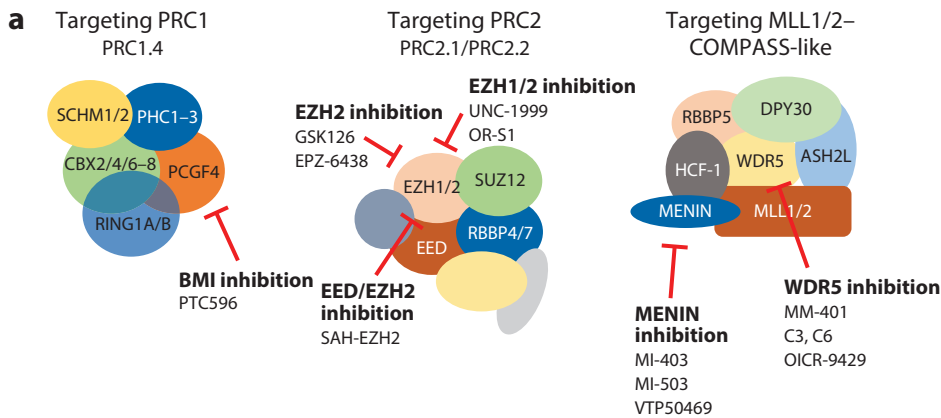 a
Targeting PRC1
PRC1.4
SCHM1/2
PHC1–3
CBX2/4/6–8
PCGF4
RING1A/B
BMI inhibition
PTC596
Targeting PRC2
PRC2.1/PRC2.2
EZH2 inhibition
GSK126
EPZ-6438
EZH1/2 inhibition
UNC-1999
OR-S1
EZH1/2
SUZ12
EED
RBBP4/7
EED/EZH2
inhibition
SAH-EZH2
Targeting MLL1/2–
COMPASS-like
RBBP5
DPY30
HCF-1
WDR5
ASH2L
MENIN
MLL1/2
MENIN
inhibition
MI-403
MI-503
VTP50469
WDR5 inhibition
MM-401
C3, C6
OICR-9429